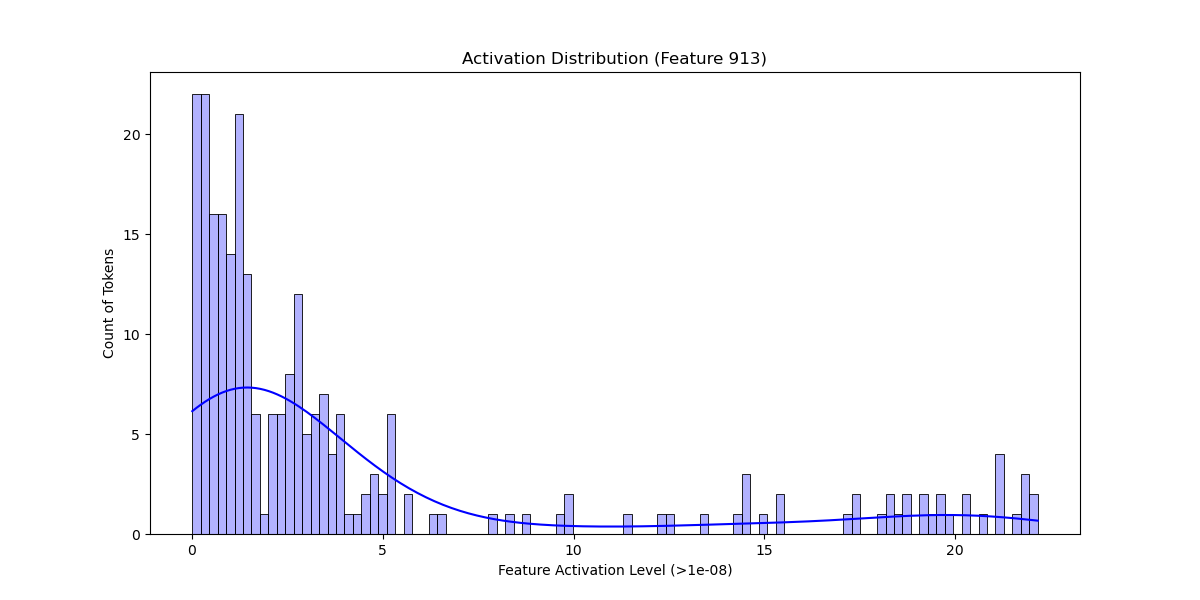 Activation Distribution (Feature 913)
Count of Tokens
20
15
10
5
0
0 5 10 15 20
Feature Activation Level (>1e-08)